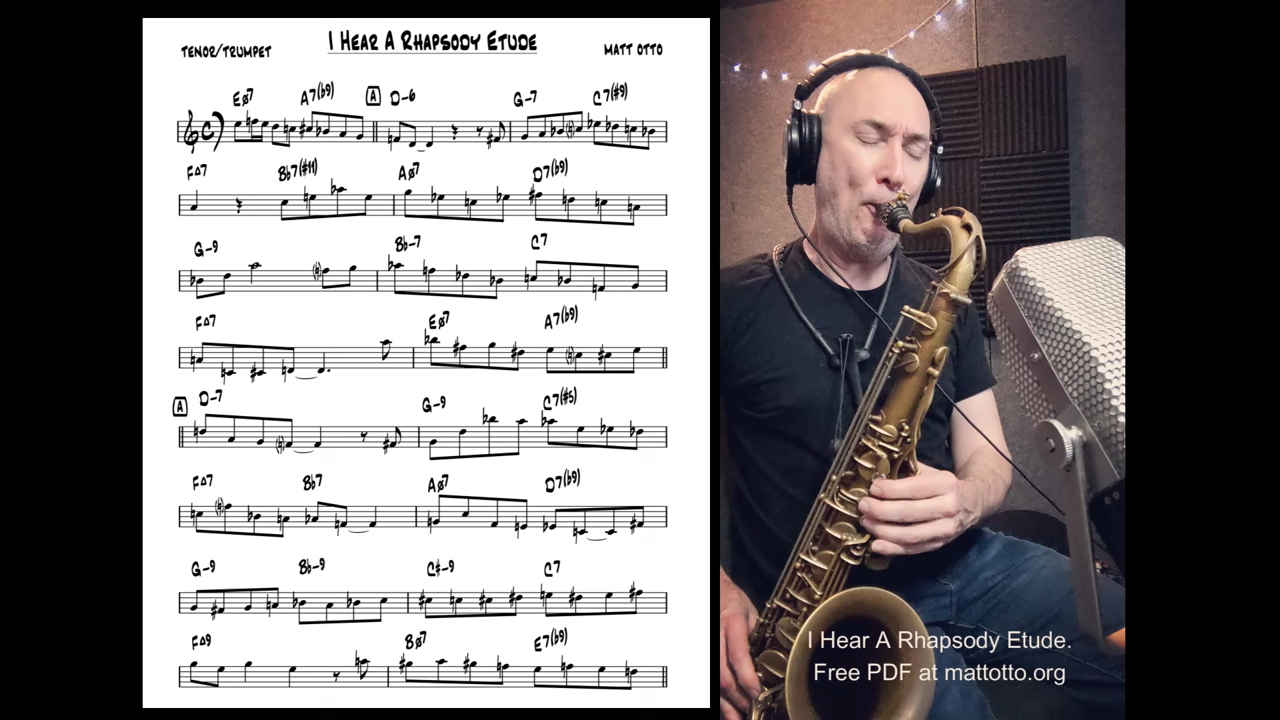 I Hear A Rhapsody Etude
Tenor/Trumpet
Matt Otto
Eø7 A7(b9) A D-6 G-7 C7(#9)
F∆7 Bb7(#11) Aø7 D7(b9)
G-9 Bb-7 C7
F∆7 Eø7 A7(b9)
A D-7 G-9 C7(#5)
F∆7 Bb7 Aø7 D7(b9)
G-9 Bb-9 C#-9 C7
F∆9 Bø7 E7(b9)
I Hear A Rhapsody Etude.
Free PDF at mattotto.org